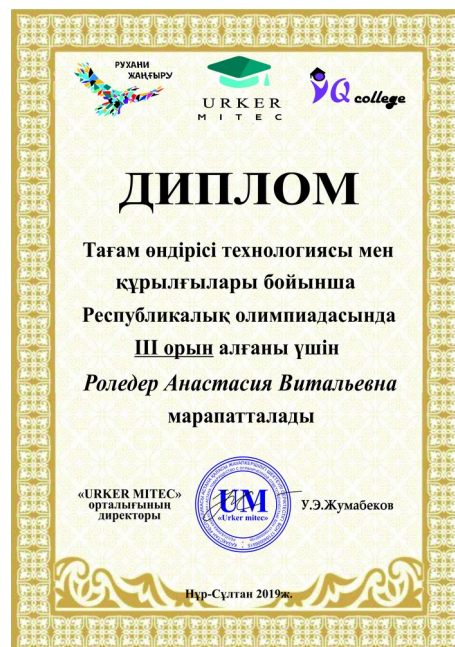 РУХАНИ
ЖАҢҒЫРУ
URKER
MITEC
VQ college
ДИПЛОМ
Тағам өндірісі технологиясы мен
құрылғылары бойынша
Республикалық олимпиадасында
III орын алғаны үшін
Роледер Анастасия Витальевна
марапатталады
«URKER MITEC»
орталығының
директоры
UM
«Urker mitec»
У.Э.Жумабеков
Нұр-Сұлтан 2019ж.